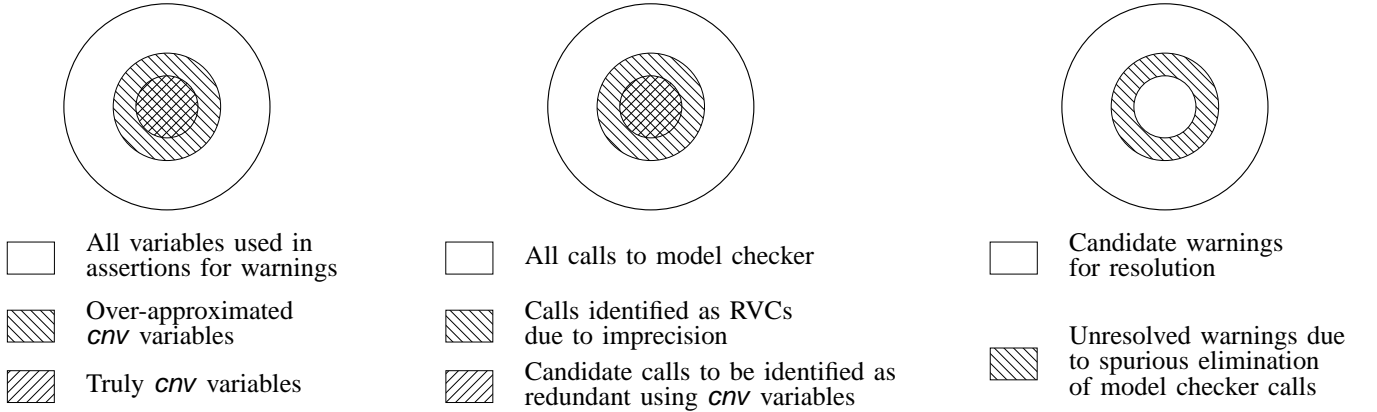 All variables used in
assertions for warnings
Over-approximated
cnv variables
Truly cnv variables
All calls to model checker
Calls identified as RVCs
due to imprecision
Candidate calls to be identified as
redundant using cnv variables
Candidate warnings
for resolution
Unresolved warnings due
to spurious elimination
of model checker calls